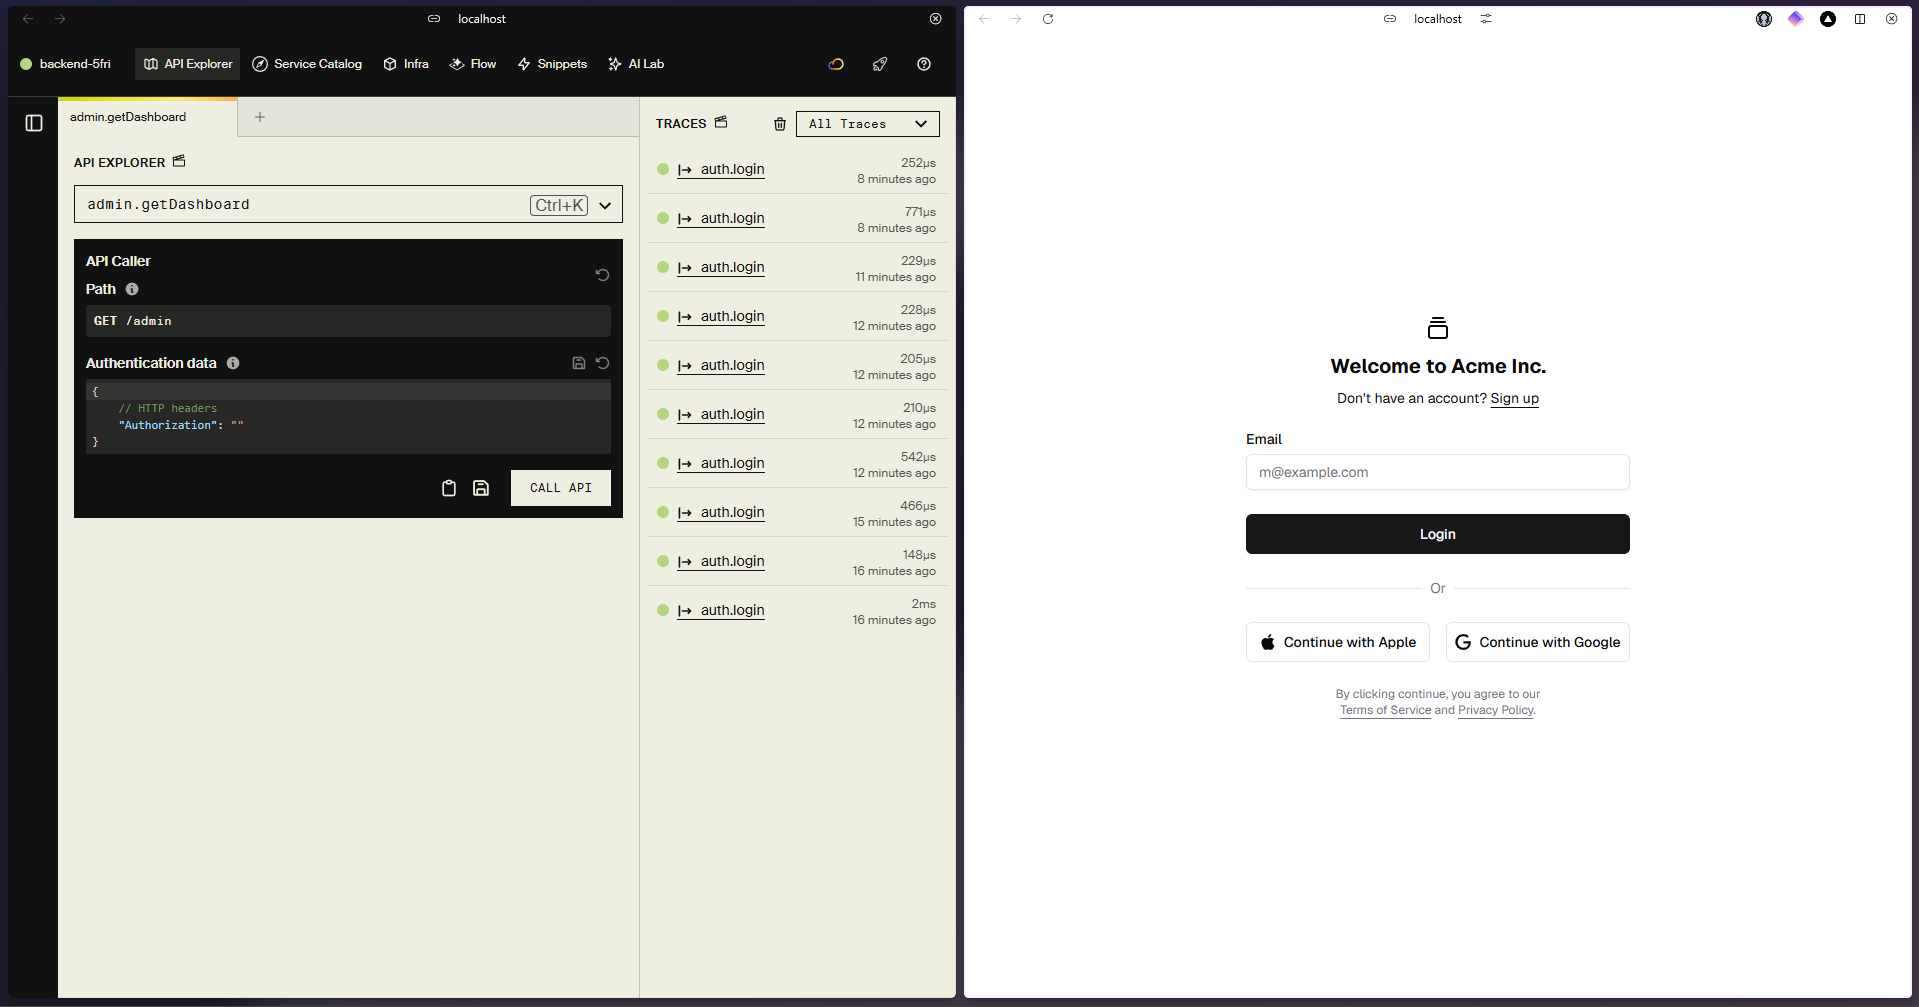 localhost
backend-5fri
API Explorer
Service Catalog
Infra
Flow
Snippets
AI Lab
admin.getDashboard
+
API EXPLORER
admin.getDashboard
Ctrl+K
API Caller
Path
GET /admin
Authentication data
{
// HTTP headers
"Authorization": ""
}
CALL API
TRACES
All Traces
auth.login
252µs
8 minutes ago
auth.login
771µs
8 minutes ago
auth.login
229µs
11 minutes ago
auth.login
228µs
12 minutes ago
auth.login
205µs
12 minutes ago
auth.login
210µs
12 minutes ago
auth.login
542µs
12 minutes ago
auth.login
466µs
15 minutes ago
auth.login
148µs
16 minutes ago
auth.login
2ms
16 minutes ago
localhost
Welcome to Acme Inc.
Don't have an account? Sign up
Email
m@example.com
Login
Or
Continue with Apple
Continue with Google
By clicking continue, you agree to our
Terms of Service and Privacy Policy.